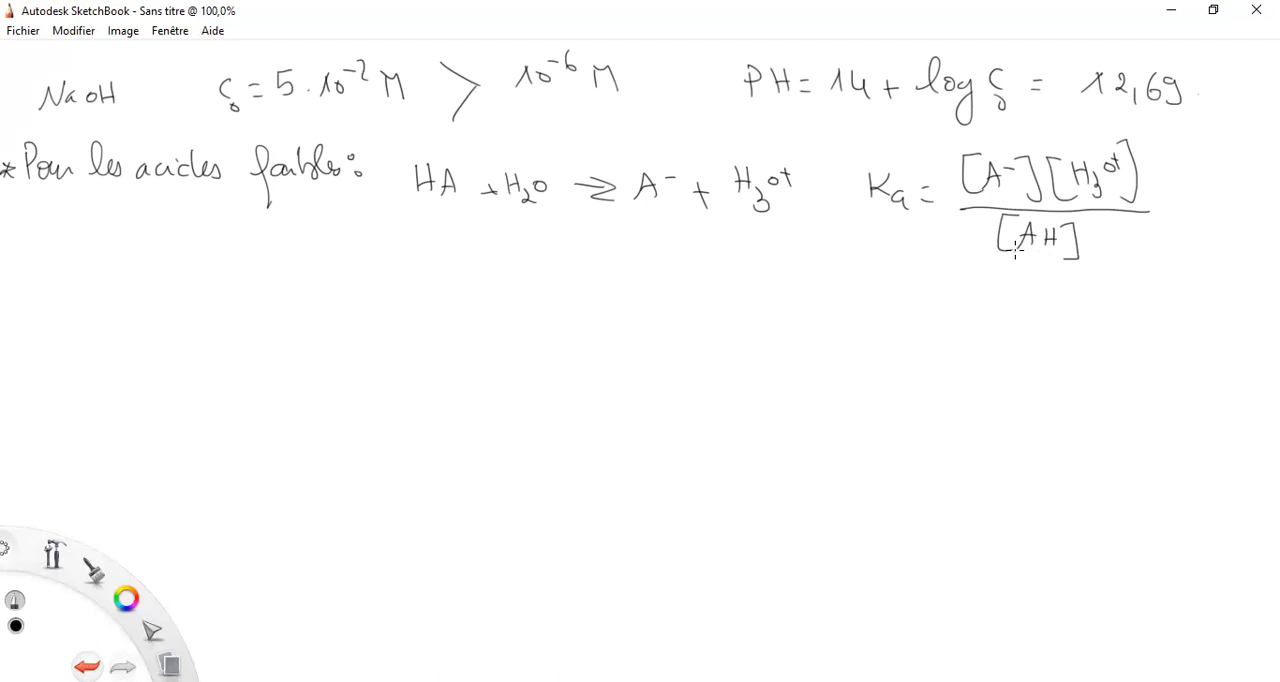 Autodesk SketchBook - Sans titre @ 100,0%
Fichier Modifier Image Fenêtre Aide
NaOH C₀ = 5.10⁻² M > 10⁻⁶ M PH = 14 + log C₀ = 12,69
*Pour les acides faibles : HA + H₂O ⇌ A⁻ + H₃O⁺ Ka = [A⁻][H₃O⁺] / [AH]